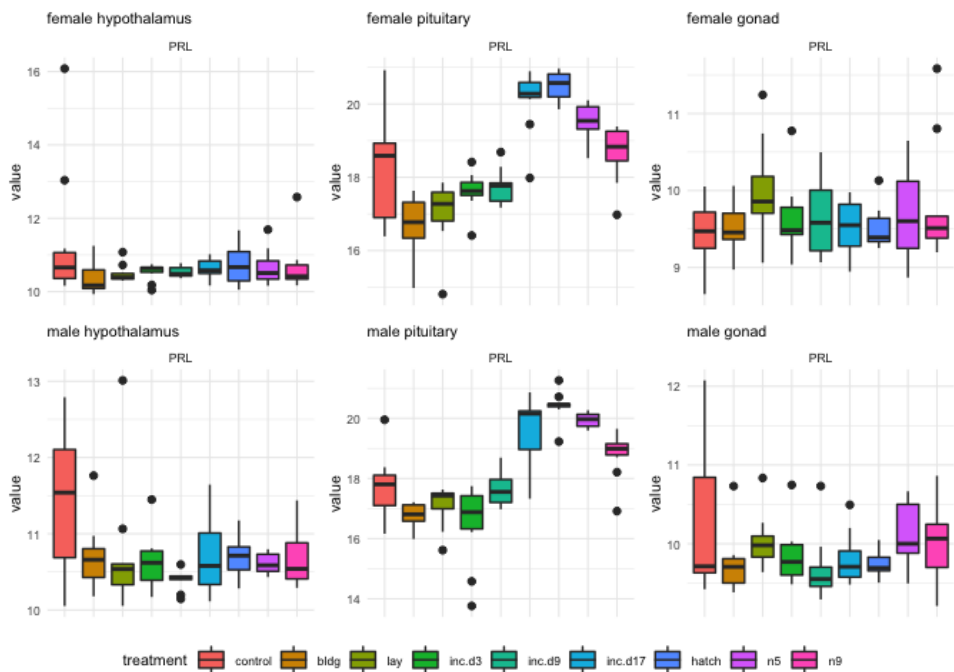 female hypothalamus
female pituitary
female gonad
PRL
PRL
PRL
value
16
14
12
10
value
20
18
16
value
11
10
9
male hypothalamus
male pituitary
male gonad
PRL
PRL
PRL
value
13
12
11
10
value
20
18
16
14
value
12
11
10
treatment control bldg lay inc.d3 inc.d9 inc.d17 hatch n5 n9